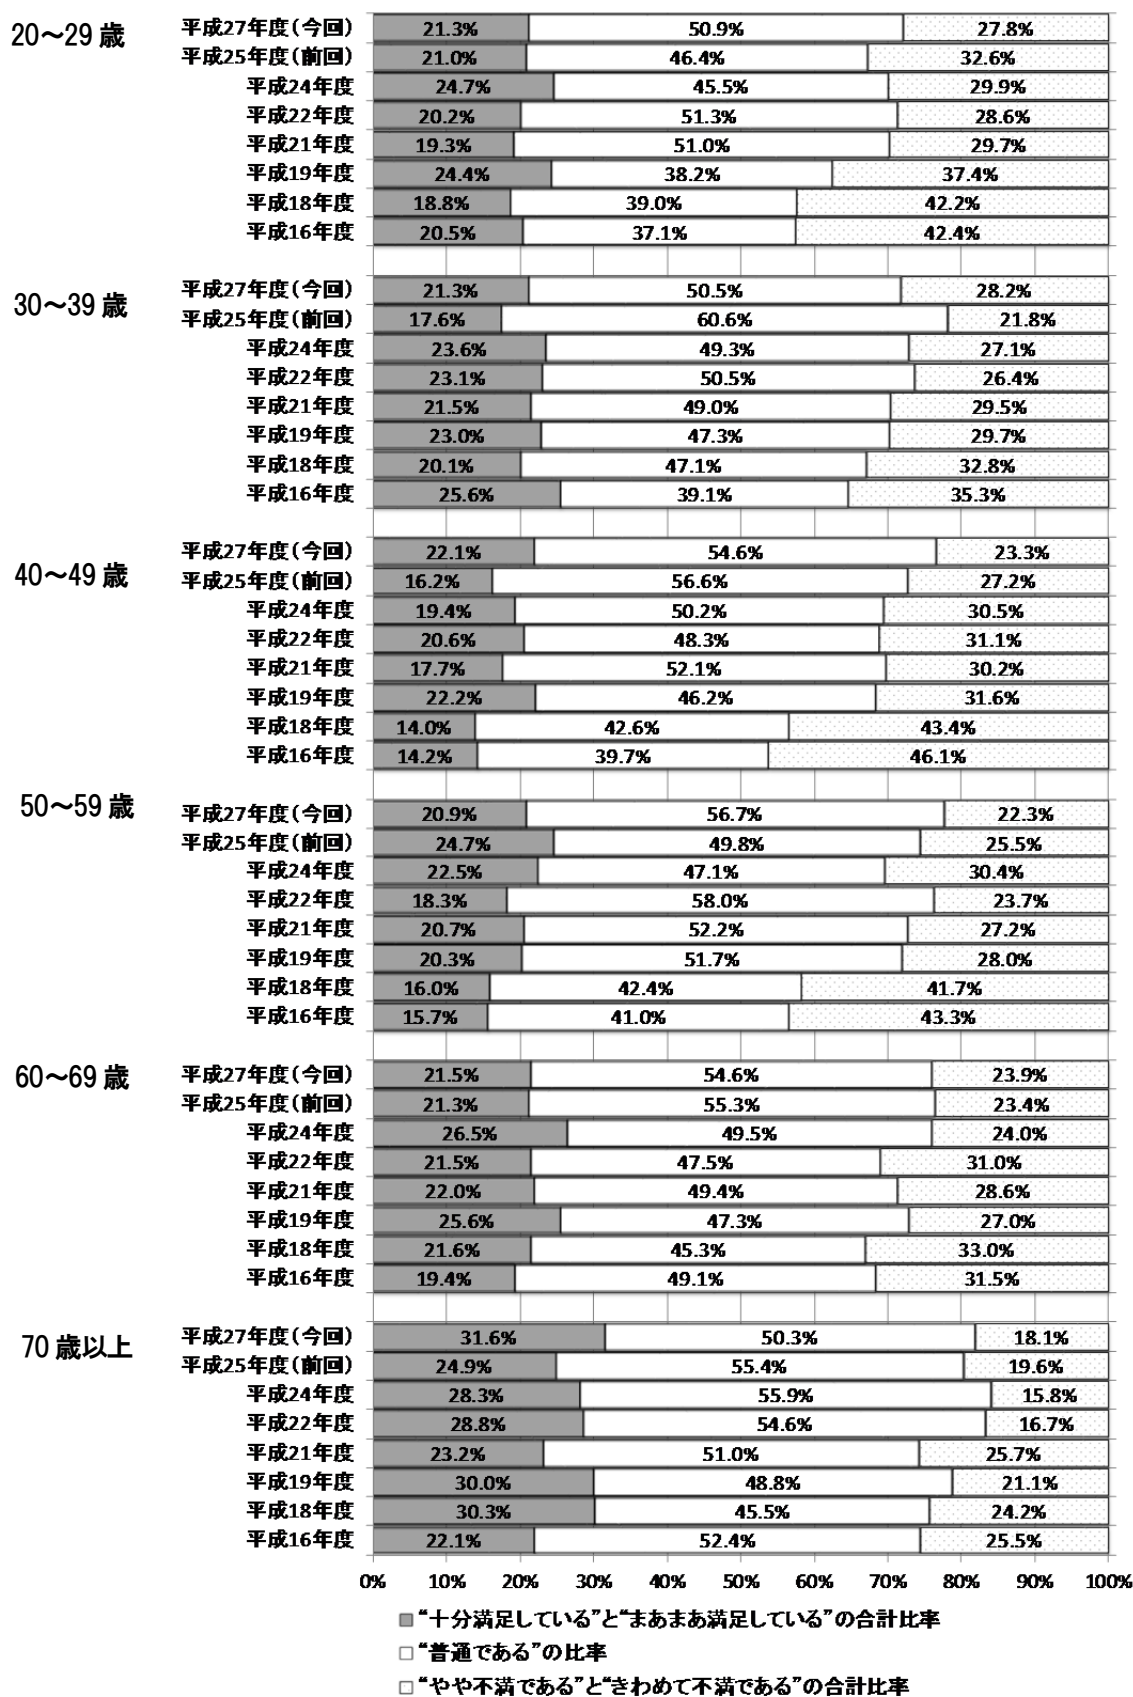 20～29 歳
平成27年度(今回) 21.3% 50.9% 27.8%
平成25年度(前回) 21.0% 46.4% 32.6%
平成24年度 24.7% 45.5% 29.9%
平成22年度 20.2% 51.3% 28.6%
平成21年度 19.3% 51.0% 29.7%
平成19年度 24.4% 38.2% 37.4%
平成18年度 18.8% 39.0% 42.2%
平成16年度 20.5% 37.1% 42.4%
30～39 歳
平成27年度(今回) 21.3% 50.5% 28.2%
平成25年度(前回) 17.6% 60.6% 21.8%
平成24年度 23.6% 49.3% 27.1%
平成22年度 23.1% 50.5% 26.4%
平成21年度 21.5% 49.0% 29.5%
平成19年度 23.0% 47.3% 29.7%
平成18年度 20.1% 47.1% 32.8%
平成16年度 25.6% 39.1% 35.3%
40～49 歳
平成27年度(今回) 22.1% 54.6% 23.3%
平成25年度(前回) 16.2% 56.6% 27.2%
平成24年度 19.4% 50.2% 30.5%
平成22年度 20.6% 48.3% 31.1%
平成21年度 17.7% 52.1% 30.2%
平成19年度 22.2% 46.2% 31.6%
平成18年度 14.0% 42.6% 43.4%
平成16年度 14.2% 39.7% 46.1%
50～59 歳
平成27年度(今回) 20.9% 56.7% 22.3%
平成25年度(前回) 24.7% 49.8% 25.5%
平成24年度 22.5% 47.1% 30.4%
平成22年度 18.3% 58.0% 23.7%
平成21年度 20.7% 52.2% 27.2%
平成19年度 20.3% 51.7% 28.0%
平成18年度 16.0% 42.4% 41.7%
平成16年度 15.7% 41.0% 43.3%
60～69 歳
平成27年度(今回) 21.5% 54.6% 23.9%
平成25年度(前回) 21.3% 55.3% 23.4%
平成24年度 26.5% 49.5% 24.0%
平成22年度 21.5% 47.5% 31.0%
平成21年度 22.0% 49.4% 28.6%
平成19年度 25.6% 47.3% 27.0%
平成18年度 21.6% 45.3% 33.0%
平成16年度 19.4% 49.1% 31.5%
70 歳以上
平成27年度(今回) 31.6% 50.3% 18.1%
平成25年度(前回) 24.9% 55.4% 19.6%
平成24年度 28.3% 55.9% 15.8%
平成22年度 28.8% 54.6% 16.7%
平成21年度 23.2% 51.0% 25.7%
平成19年度 30.0% 48.8% 21.1%
平成18年度 30.3% 45.5% 24.2%
平成16年度 22.1% 52.4% 25.5%
0% 10% 20% 30% 40% 50% 60% 70% 80% 90% 100%
“十分満足している”と“まあまあ満足している”の合計比率
“普通である”の比率
“やや不満である”と“きわめて不満である”の合計比率